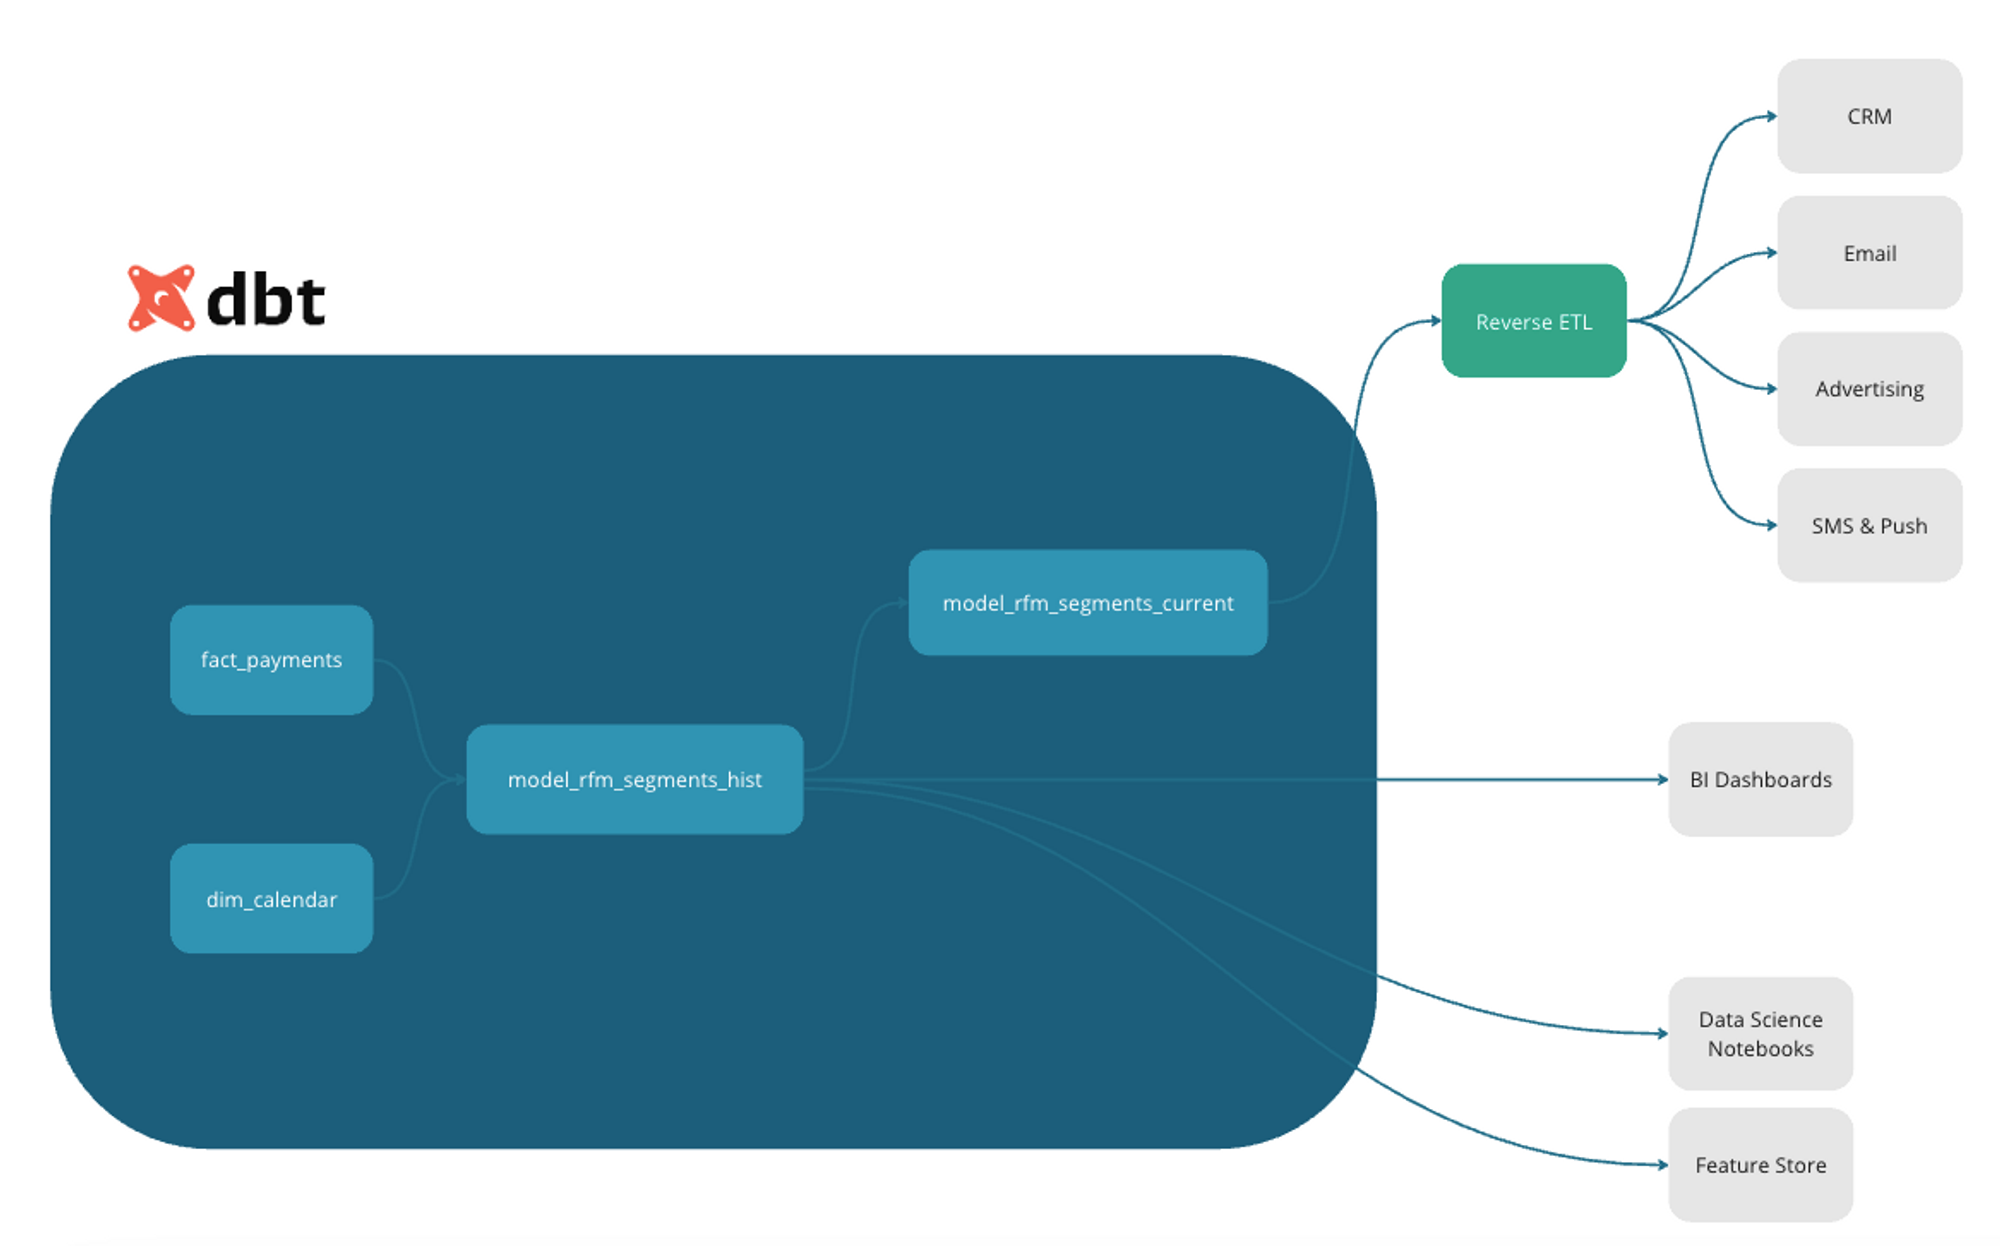 dbt
fact_payments
dim_calendar
model_rfm_segments_hist
model_rfm_segments_current
Reverse ETL
CRM
Email
Advertising
SMS & Push
BI Dashboards
Data Science
Notebooks
Feature Store